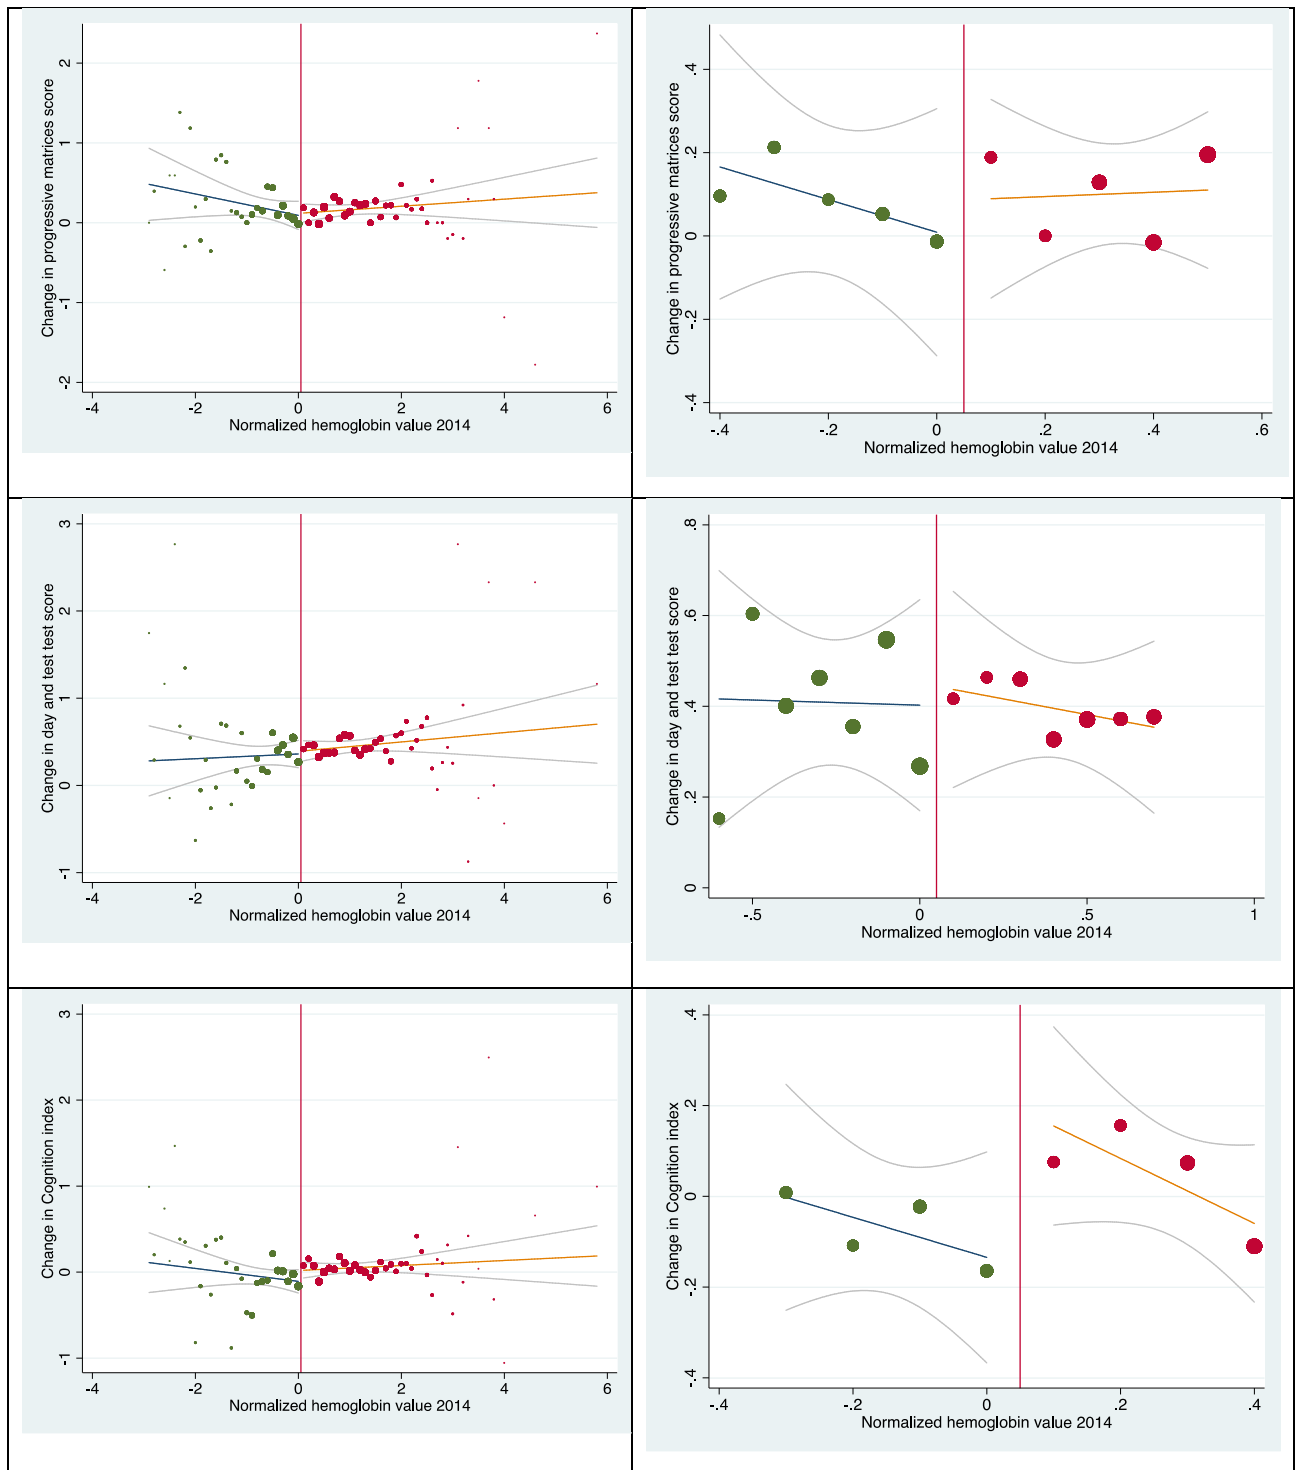 Change in progressive matrices score
2
1
0
-1
-2
-4 -2 0 2 4 6
Normalized hemoglobin value 2014
Change in progressive matrices score
.4
.2
0
-.2
-.4
-.4 -.2 0 .2 .4 .6
Normalized hemoglobin value 2014
Change in day and test test score
3
2
1
0
-1
-4 -2 0 2 4 6
Normalized hemoglobin value 2014
Change in day and test test score
.8
.6
.4
.2
0
-.5 0 .5 1
Normalized hemoglobin value 2014
Change in Cognition index
3
2
1
0
-1
-4 -2 0 2 4 6
Normalized hemoglobin value 2014
Change in Cognition index
.4
.2
0
-.2
-.4
-.4 -.2 0 .2 .4
Normalized hemoglobin value 2014